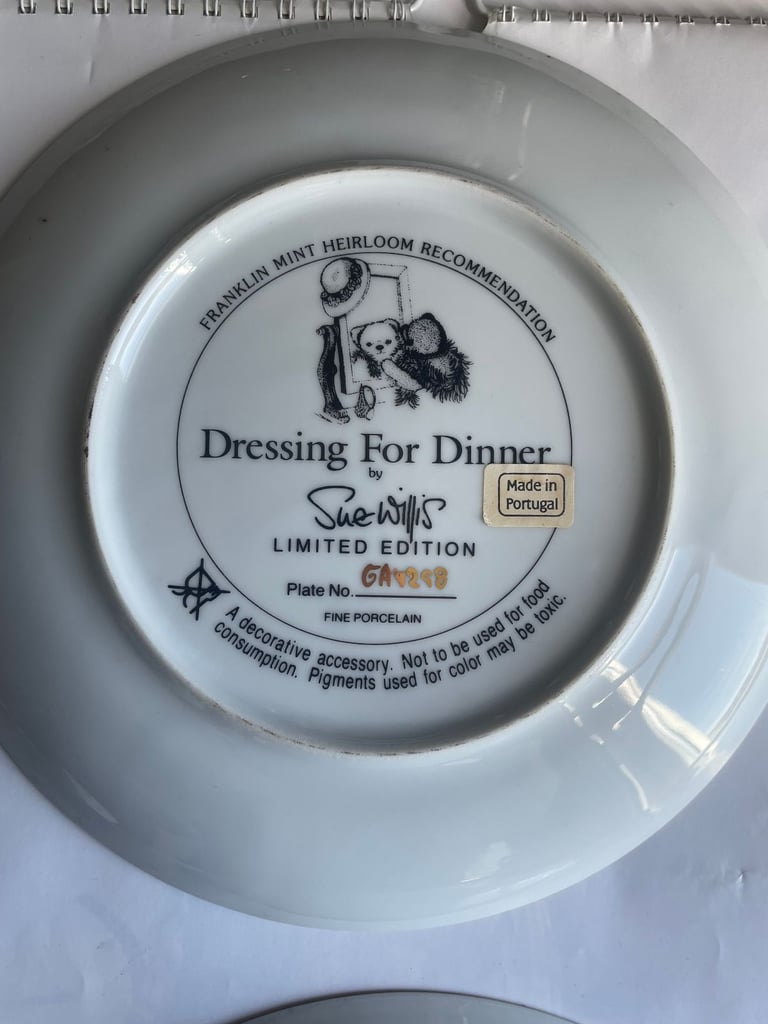 FRANKLIN MINT HEIRLOOM RECOMMENDATION
Dressing For Dinner
by
Sue Willis
Made in
Portugal
LIMITED EDITION
Plate No.
FINE PORCELAIN
A decorative accessory. Not to be used for food
consumption. Pigments used for color may be toxic.